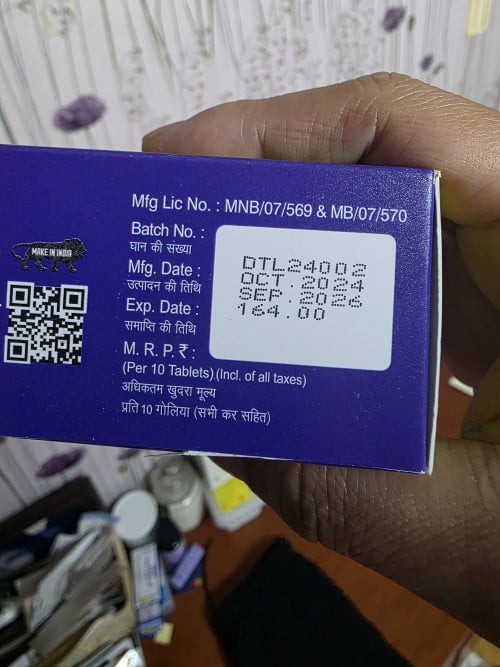 Mfg Lic No. : MNB/07/569 & MB/07/570
Batch No. :
घान की संख्या
DTL24002
Mfg. Date :
OCT.2024
उत्पादन की तिथि
Exp. Date :
SEP.2026
समाप्ति की तिथि
M. R. P. ₹ :
164.00
(Per 10 Tablets) (Incl. of all taxes)
अधिकतम खुदरा मूल्य
प्रति 10 गोलिया (सभी कर सहित)
MAKE IN INDIA